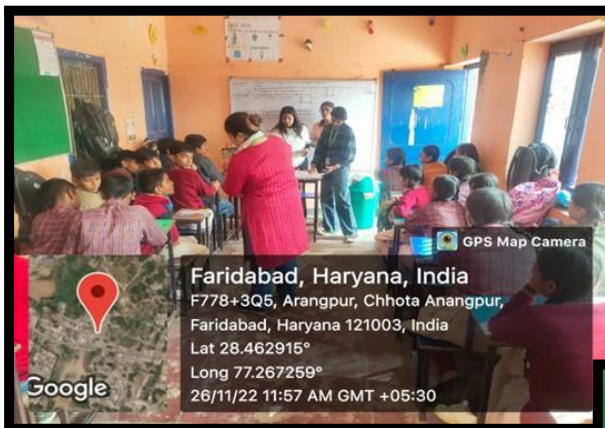 GPS Map Camera
Faridabad, Haryana, India
F778+3Q5, Arangpur, Chhota Anangpur,
Faridabad, Haryana 121003, India
Lat 28.462915°
Long 77.267259°
26/11/22 11:57 AM GMT +05:30
Google